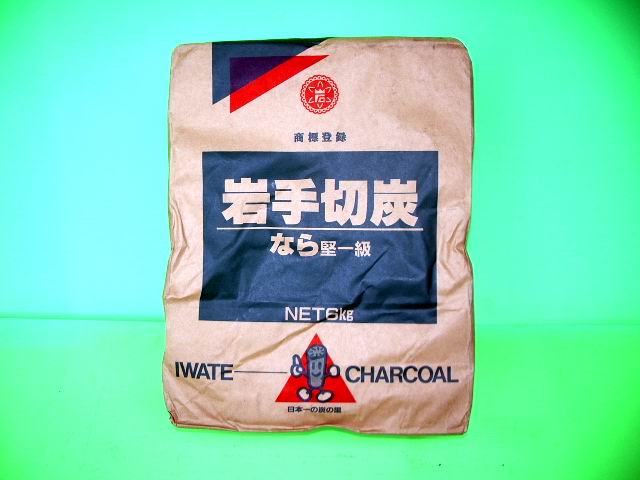 商標登録
岩手切炭
なら堅一級
NET6kg
IWATE CHARCOAL
日本一の炭の里